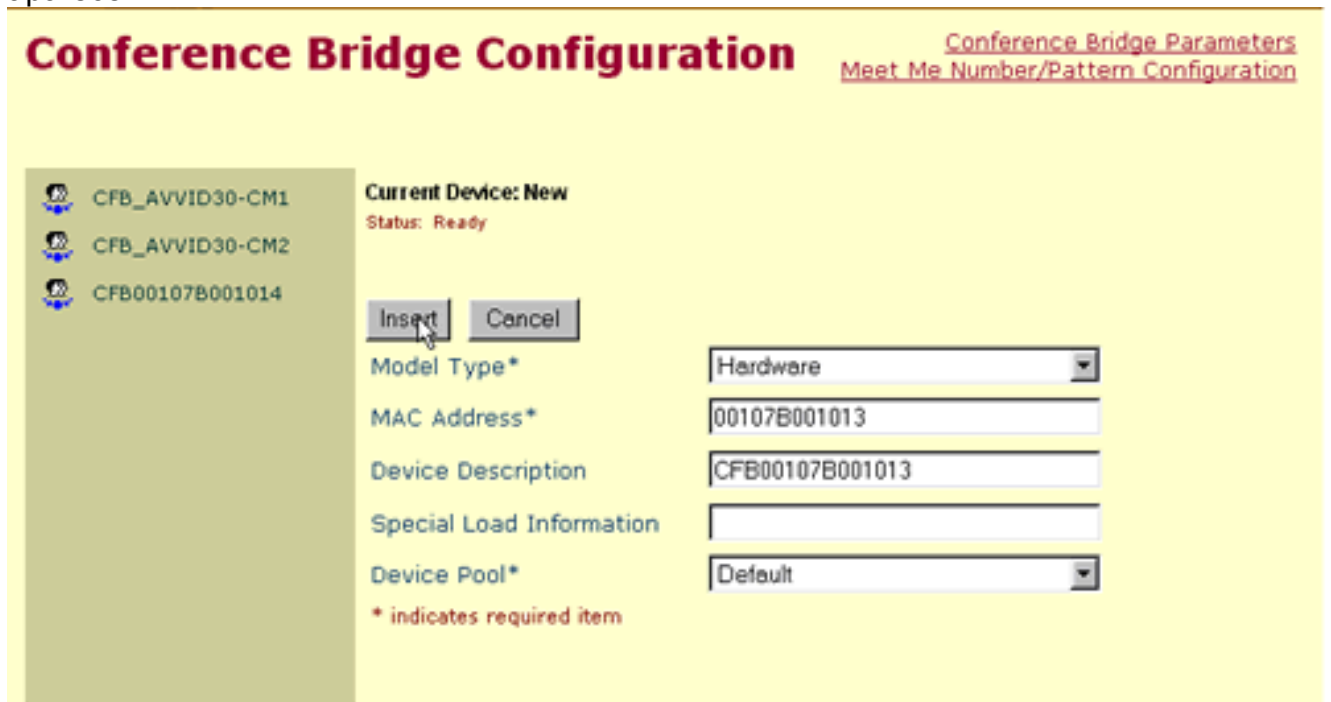 Conference Bridge Configuration
Conference Bridge Parameters
Meet Me Number/Pattern Configuration
CFB_AVVID30-CM1
CFB_AVVID30-CM2
CFB00107B001014
Current Device: New
Status: Ready
Insert Cancel
Model Type* Hardware
MAC Address* 00107B001013
Device Description CFB00107B001013
Special Load Information
Device Pool* Default
* indicates required item